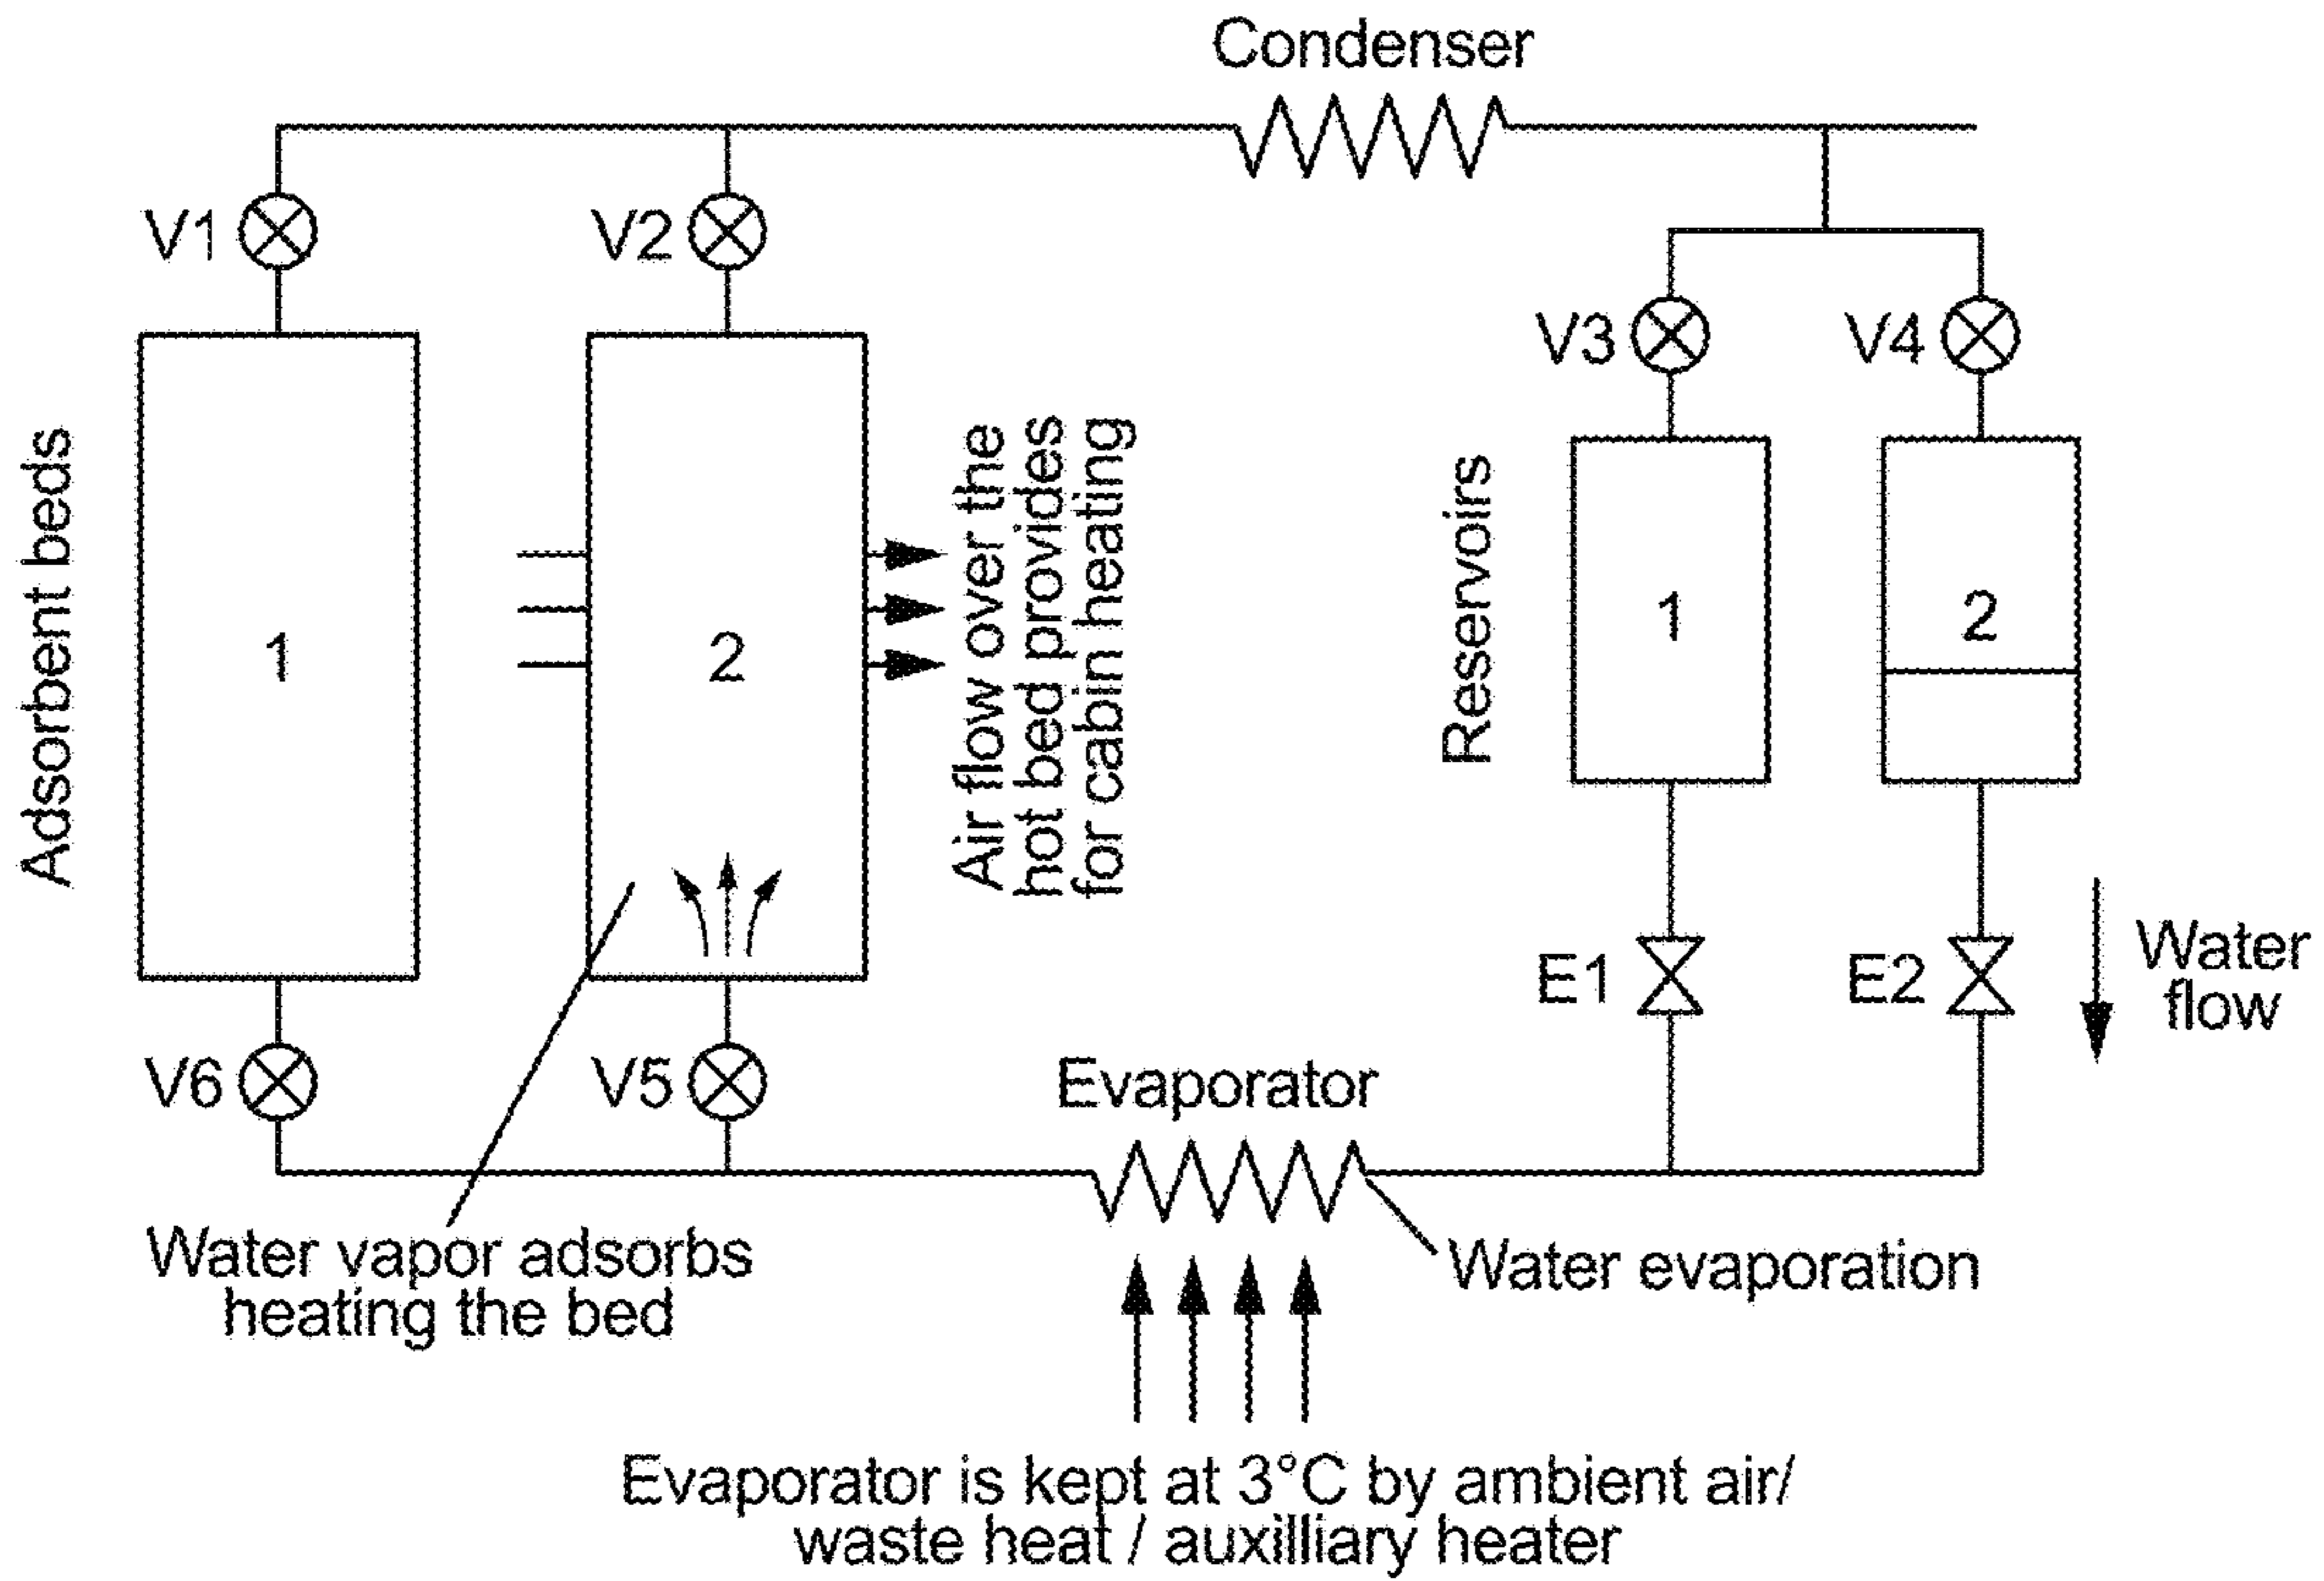 Condenser
V1
V2
V3
V4
Adsorbent beds
1
2
Air flow over the
hot bed provides
for cabin heating
Reservoirs
1
2
E1
E2
Water
flow
V6
V5
Evaporator
Water vapor adsorbs
heating the bed
Water evaporation
Evaporator is kept at 3°C by ambient air/
waste heat / auxilliary heater